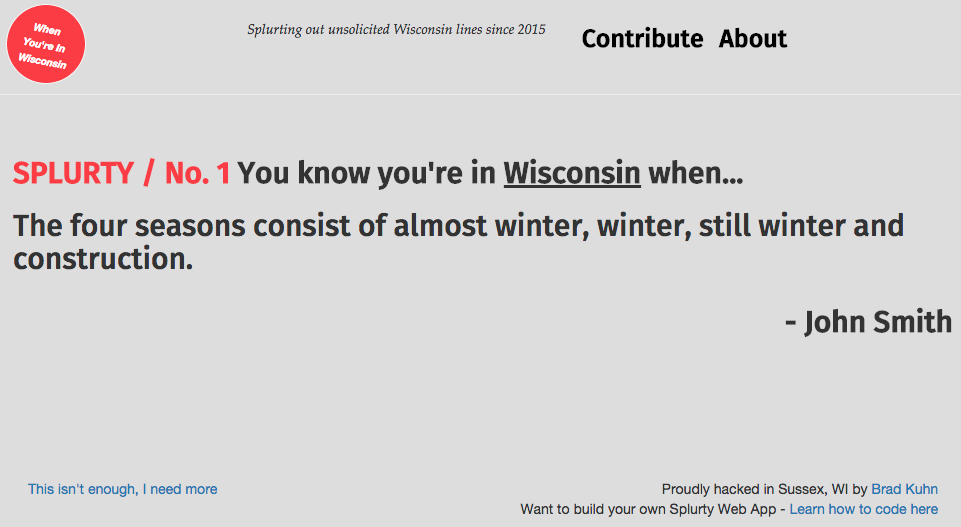 When
You're In
Wisconsin
Splurting out unsolicited Wisconsin lines since 2015
Contribute About
SPLURTY / No. 1 You know you're in Wisconsin when...
The four seasons consist of almost winter, winter, still winter and
construction.
- John Smith
This isn't enough, I need more
Proudly hacked in Sussex, WI by Brad Kuhn
Want to build your own Splurty Web App - Learn how to code here